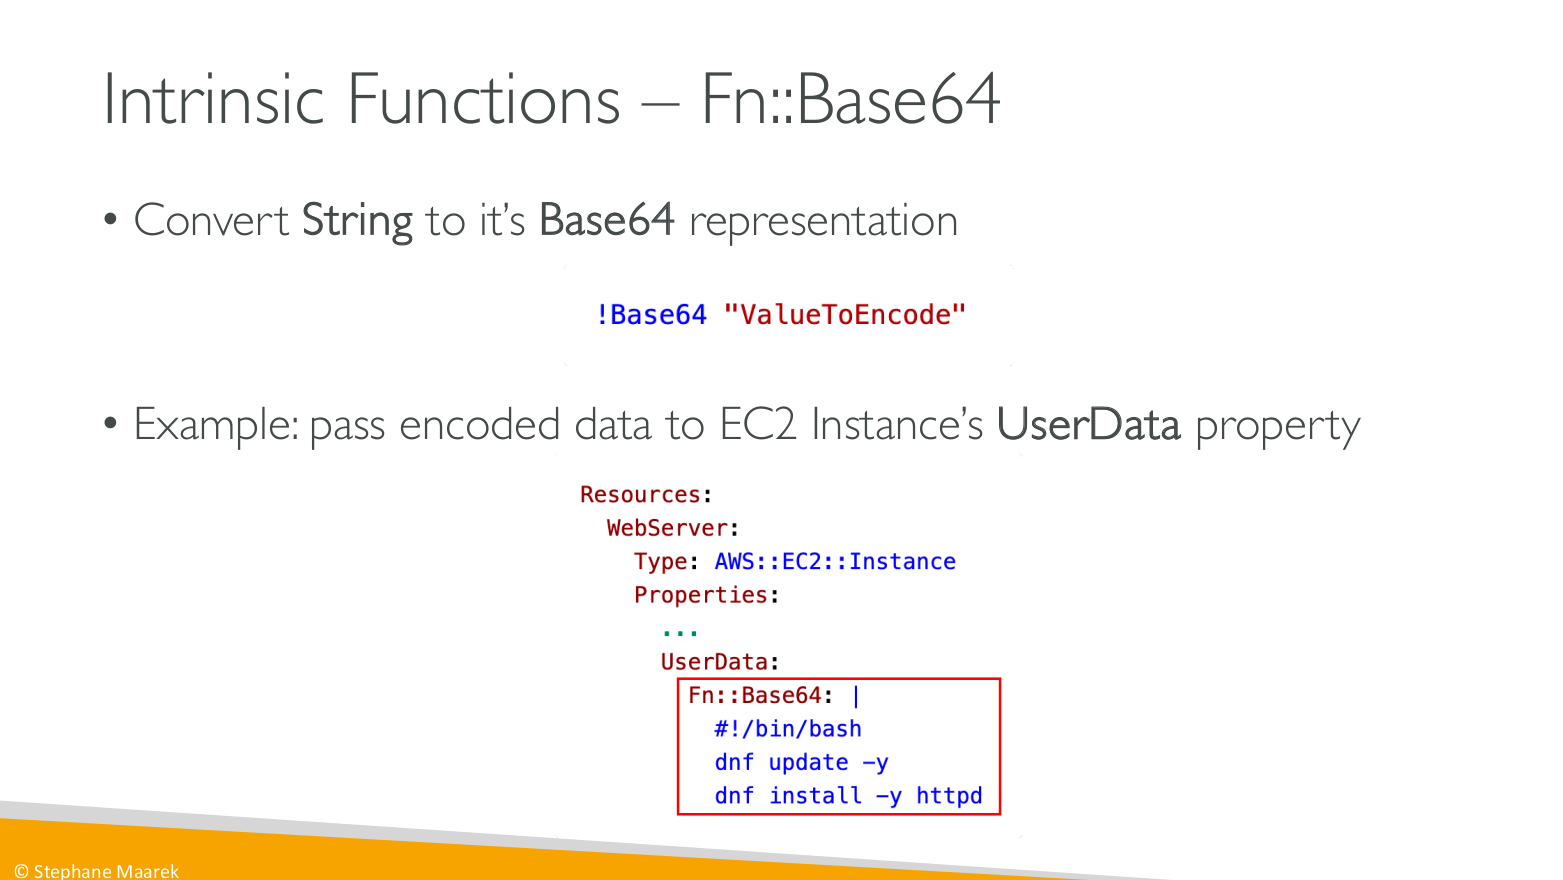 Intrinsic Functions – Fn::Base64
• Convert String to it’s Base64 representation
!Base64 "ValueToEncode"
• Example: pass encoded data to EC2 Instance’s UserData property
Resources:
  WebServer:
    Type: AWS::EC2::Instance
    Properties:
      ...
      UserData:
        Fn::Base64: |
          #!/bin/bash
          dnf update -y
          dnf install -y httpd
© Stephane Maarek